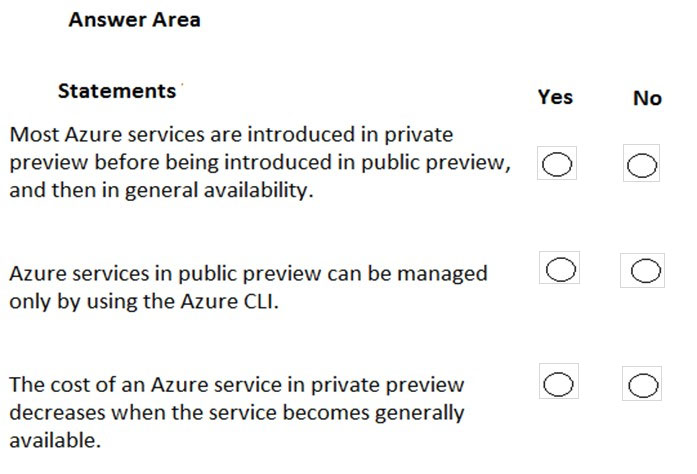 Answer Area
Statements
Yes No
Most Azure services are introduced in private
preview before being introduced in public preview,
and then in general availability.
Azure services in public preview can be managed
only by using the Azure CLI.
The cost of an Azure service in private preview
decreases when the service becomes generally
available.